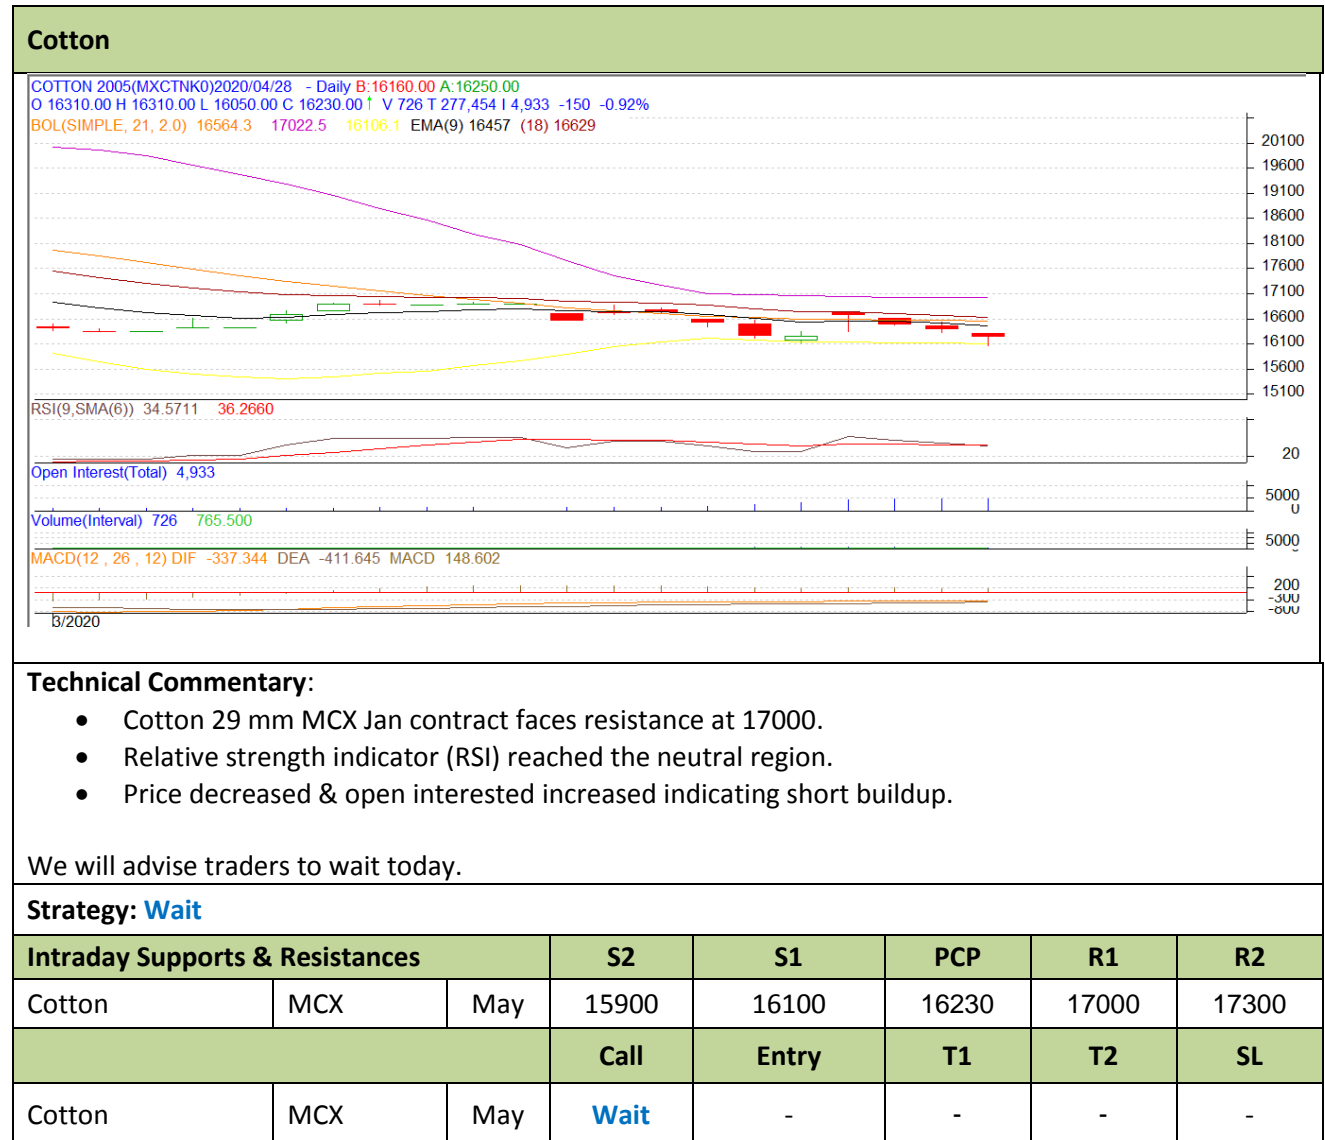 Cotton
COTTON 2005(MXCTNK0)2020/04/28 - Daily B:16160.00 A:16250.00
O 16310.00 H 16310.00 L 16050.00 C 16230.00↑ V 726 T 277,454 I 4,933 -150 -0.92%
BOL(SIMPLE, 21, 2.0) 16564.3 17022.5 16106.1 EMA(9) 16457 (18) 16629
20100
19600
19100
18600
18100
17600
17100
16600
16100
15600
15100
RSI(9,SMA(6)) 34.5711 36.2660
20
Open Interest(Total) 4,933
5000
0
Volume(Interval) 726 765.500
5000
MACD(12 , 26 , 12) DIF -337.344 DEA -411.645 MACD 148.602
200
-300
-800
3/2020
Technical Commentary:
• Cotton 29 mm MCX Jan contract faces resistance at 17000.
• Relative strength indicator (RSI) reached the neutral region.
• Price decreased & open interested increased indicating short buildup.
We will advise traders to wait today.
Strategy: Wait
Intraday Supports & Resistances S2 S1 PCP R1 R2
Cotton MCX May 15900 16100 16230 17000 17300
Call Entry T1 T2 SL
Cotton MCX May Wait - - - -